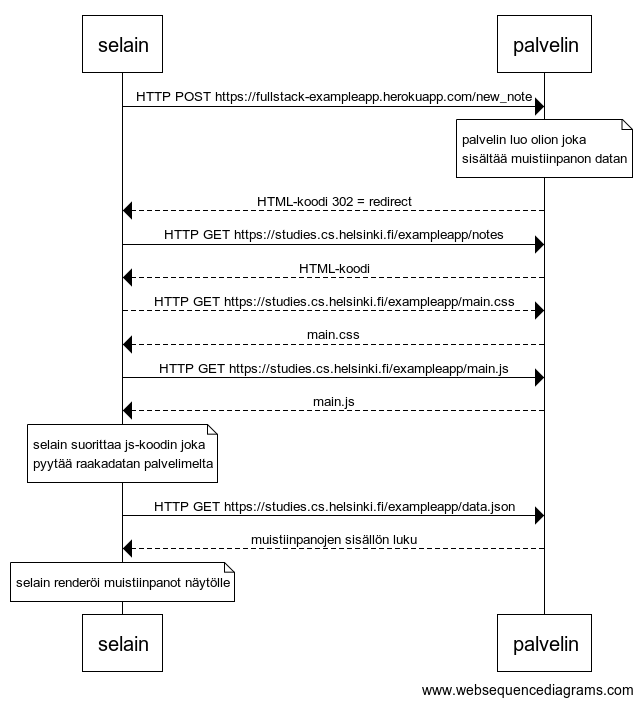 selain palvelin
HTTP POST https://fullstack-exampleapp.herokuapp.com/new_note
palvelin luo olion joka
sisältää muistiinpanon datan
HTML-koodi 302 = redirect
HTTP GET https://studies.cs.helsinki.fi/exampleapp/notes
HTML-koodi
HTTP GET https://studies.cs.helsinki.fi/exampleapp/main.css
main.css
HTTP GET https://studies.cs.helsinki.fi/exampleapp/main.js
main.js
selain suorittaa js-koodin joka
pyytää raakadatan palvelimelta
HTTP GET https://studies.cs.helsinki.fi/exampleapp/data.json
muistiinpanojen sisällön luku
selain renderöi muistiinpanot näytölle
selain palvelin
www.websequencediagrams.com